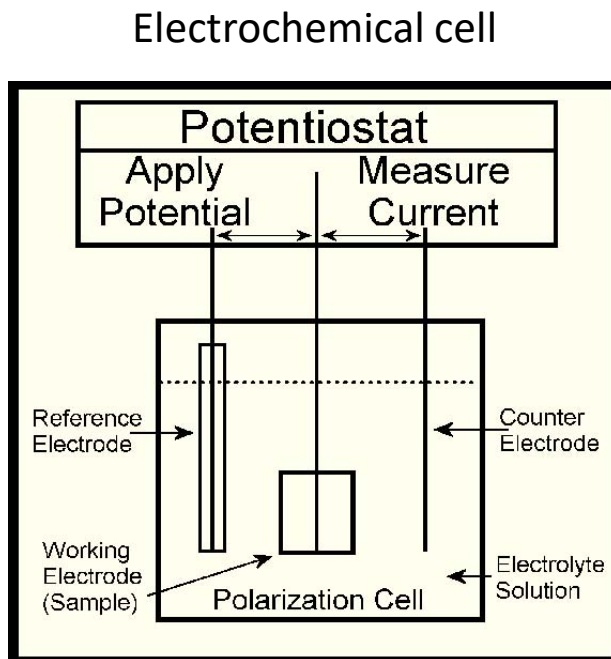 Electrochemical cell
Potentiostat
Apply
Potential
Measure
Current
Reference
Electrode
Counter
Electrode
Working
Electrode
(Sample)
Electrolyte
Solution
Polarization Cell